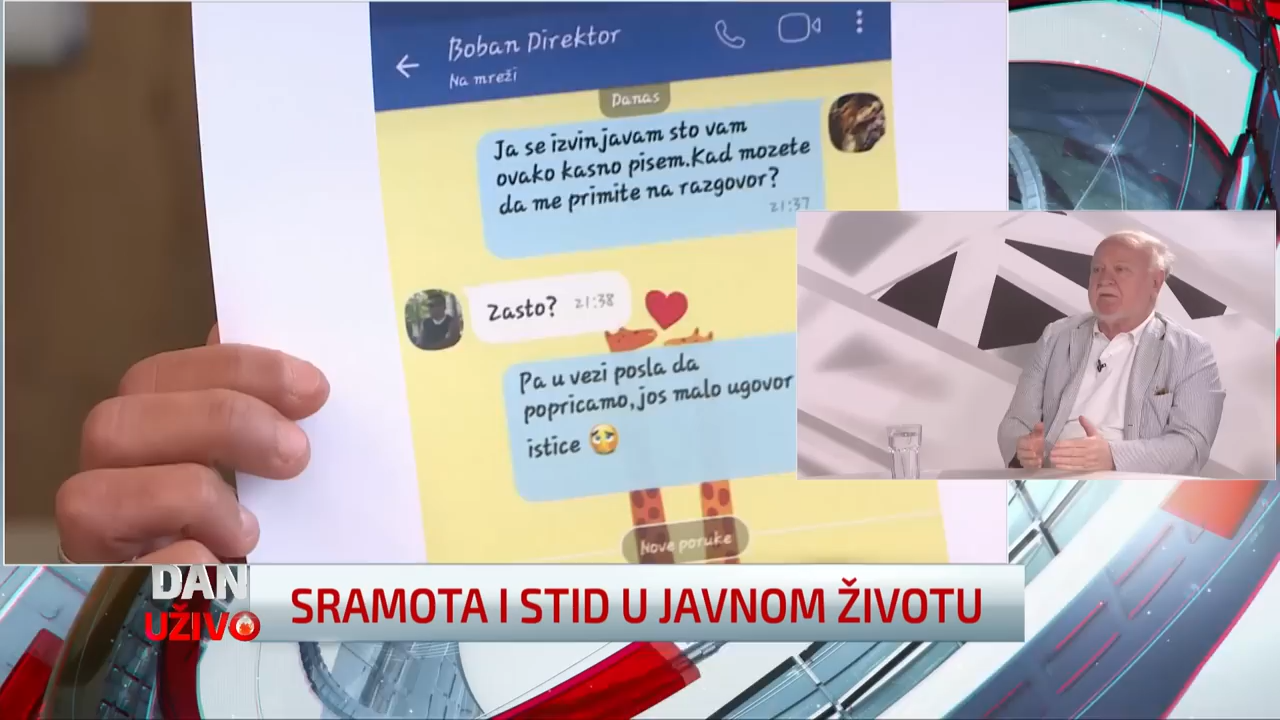 Boban Direktor
Na mreži
Danas
Ja se izvinjavam sto vam
ovako kasno pisem.Kad mozete
da me primite na razgovor?
21:37
Zasto? 21:38
Pa u vezi posla da
popricamo,jos malo ugovor
istice
Nove poruke
DAN
UŽIVO
SRAMOTA I STID U JAVNOM ŽIVOTU